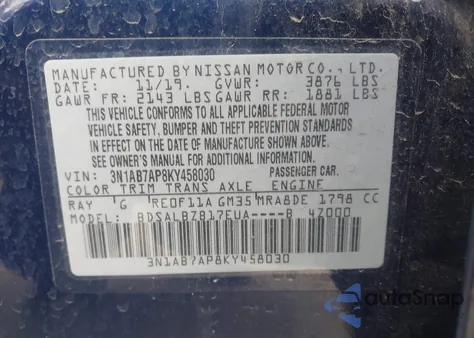 MANUFACTURED BY NISSAN MOTOR CO., LTD.
DATE: 11/19. GVWR: 3876 LBS
GAWR FR: 2143 LBS GAWR RR: 1881 LBS
THIS VEHICLE CONFORMS TO ALL APPLICABLE FEDERAL MOTOR
VEHICLE SAFETY, BUMPER AND THEFT PREVENTION STANDARDS
IN EFFECT ON THE DATE OF MANUFACTURE SHOWN ABOVE.
SEE OWNER'S MANUAL FOR ADDITIONAL INFORMATION.
VIN: 3N1AB7AP8KY458030 PASSENGER CAR.
COLOR TRIM TRANS AXLE ENGINE
RAY G RE0F11A GM35 MRA8DE 1798 CC
MODEL: BDSALBZB17EUA----B 4Z000
3N1AB7AP8KY458030
AutoSnap